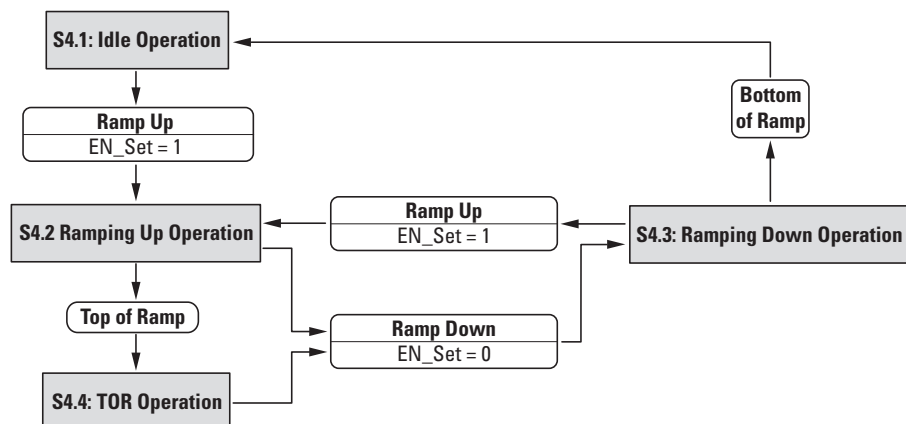 S4.1: Idle Operation
Bottom
of Ramp
Ramp Up
EN_Set = 1
Ramp Up
EN_Set = 1
S4.2 Ramping Up Operation
S4.3: Ramping Down Operation
Top of Ramp
Ramp Down
EN_Set = 0
S4.4: TOR Operation